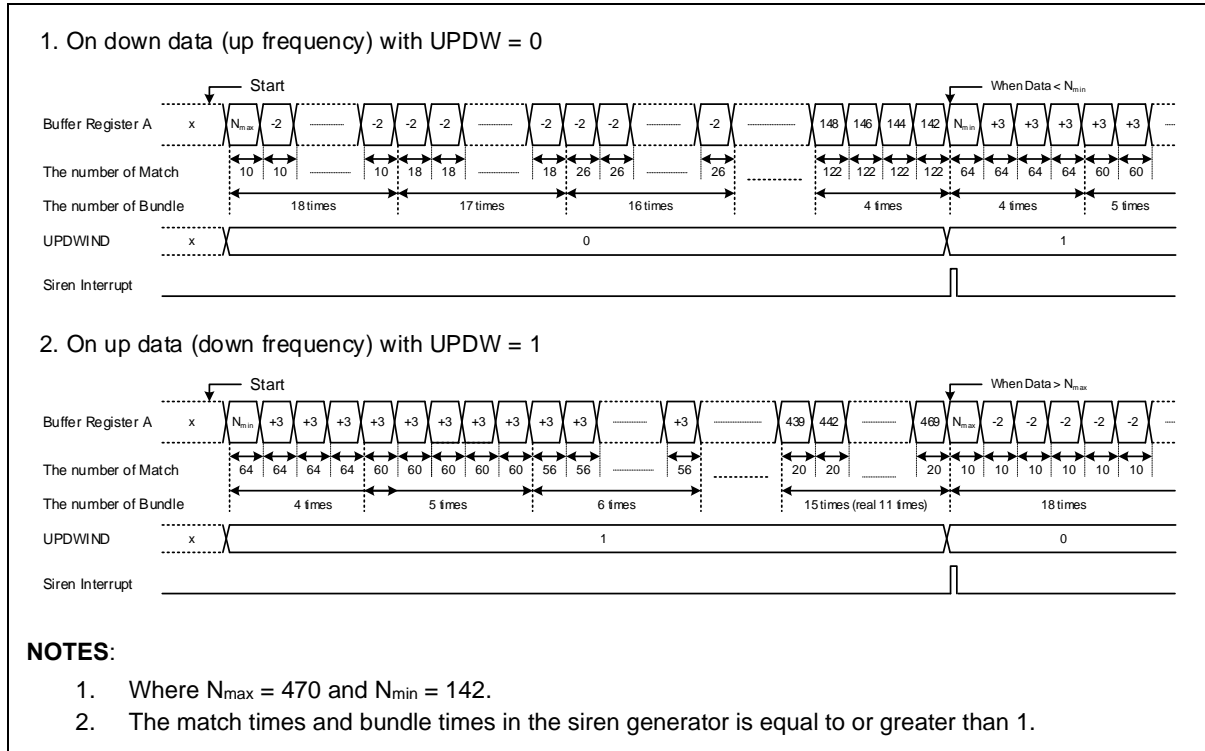 1. On down data (up frequency) with UPDW = 0
Start
When Data < Nmin
Buffer Register A x Nmax -2 -2 -2 -2 -2 -2 -2 -2 148 146 144 142 Nmin +3 +3 +3 +3 +3
The number of Match 10 10 10 18 18 18 26 26 26 122 122 122 122 64 64 64 64 60 60
The number of Bundle 18 times 17 times 16 times 4 times 4 times 5 times
UPDWIND x 0 1
Siren Interrupt
2. On up data (down frequency) with UPDW = 1
Start
When Data > Nmax
Buffer Register A x Nmin +3 +3 +3 +3 +3 +3 +3 +3 +3 +3 +3 439 442 469 Nmax -2 -2 -2 -2 -2
The number of Match 64 64 64 64 60 60 60 60 60 56 56 56 20 20 20 10 10 10 10 10 10
The number of Bundle 4 times 5 times 6 times 15 times (real 11 times) 18 times
UPDWIND x 1 0
Siren Interrupt
NOTES:
1. Where Nmax = 470 and Nmin = 142.
2. The match times and bundle times in the siren generator is equal to or greater than 1.